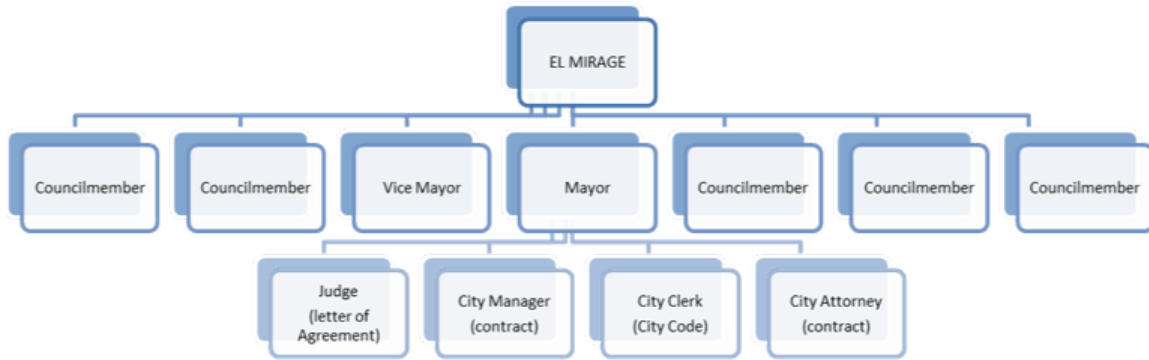 EL MIRAGE
Councilmember
Councilmember
Vice Mayor
Mayor
Councilmember
Councilmember
Councilmember
Judge
(letter of
Agreement)
City Manager
(contract)
City Clerk
(City Code)
City Attorney
(contract)